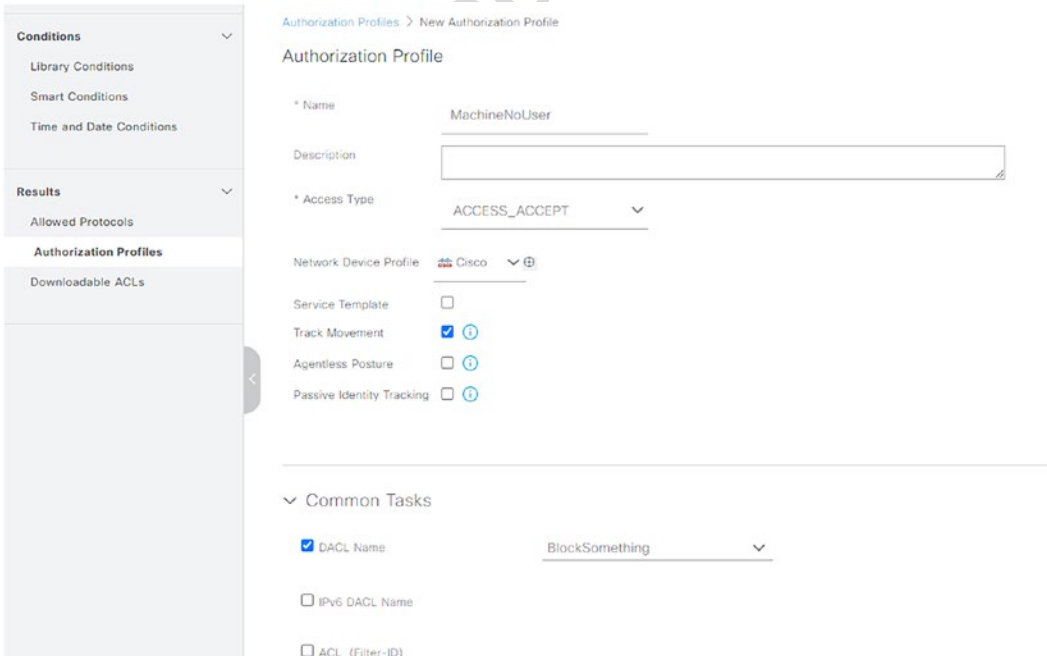 Conditions
Library Conditions
Smart Conditions
Time and Date Conditions
Results
Allowed Protocols
Authorization Profiles
Downloadable ACLs
Authorization Profiles > New Authorization Profile
Authorization Profile
* Name
MachineNoUser
Description
* Access Type
ACCESS_ACCEPT
Network Device Profile
Cisco
Service Template
Track Movement
Agentless Posture
Passive Identity Tracking
Common Tasks
DACL Name
BlockSomething
IPv6 DACL Name
ACL (Filter-ID)